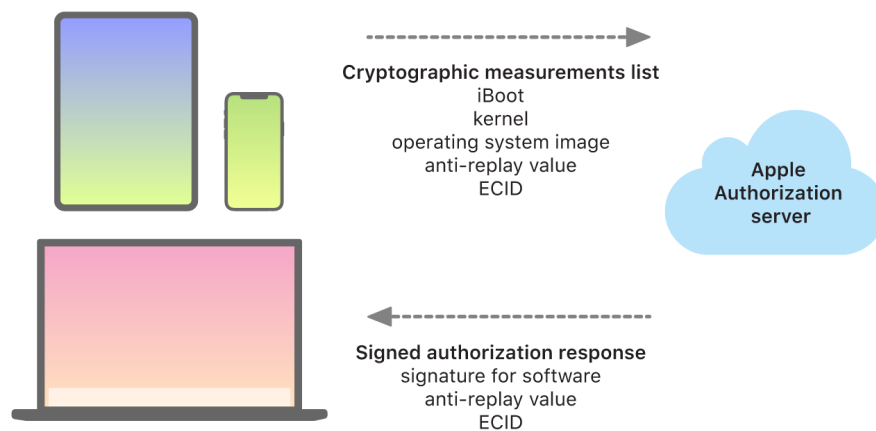 Cryptographic measurements list
iBoot
kernel
operating system image
anti-replay value
ECID
Apple
Authorization
server
Signed authorization response
signature for software
anti-replay value
ECID